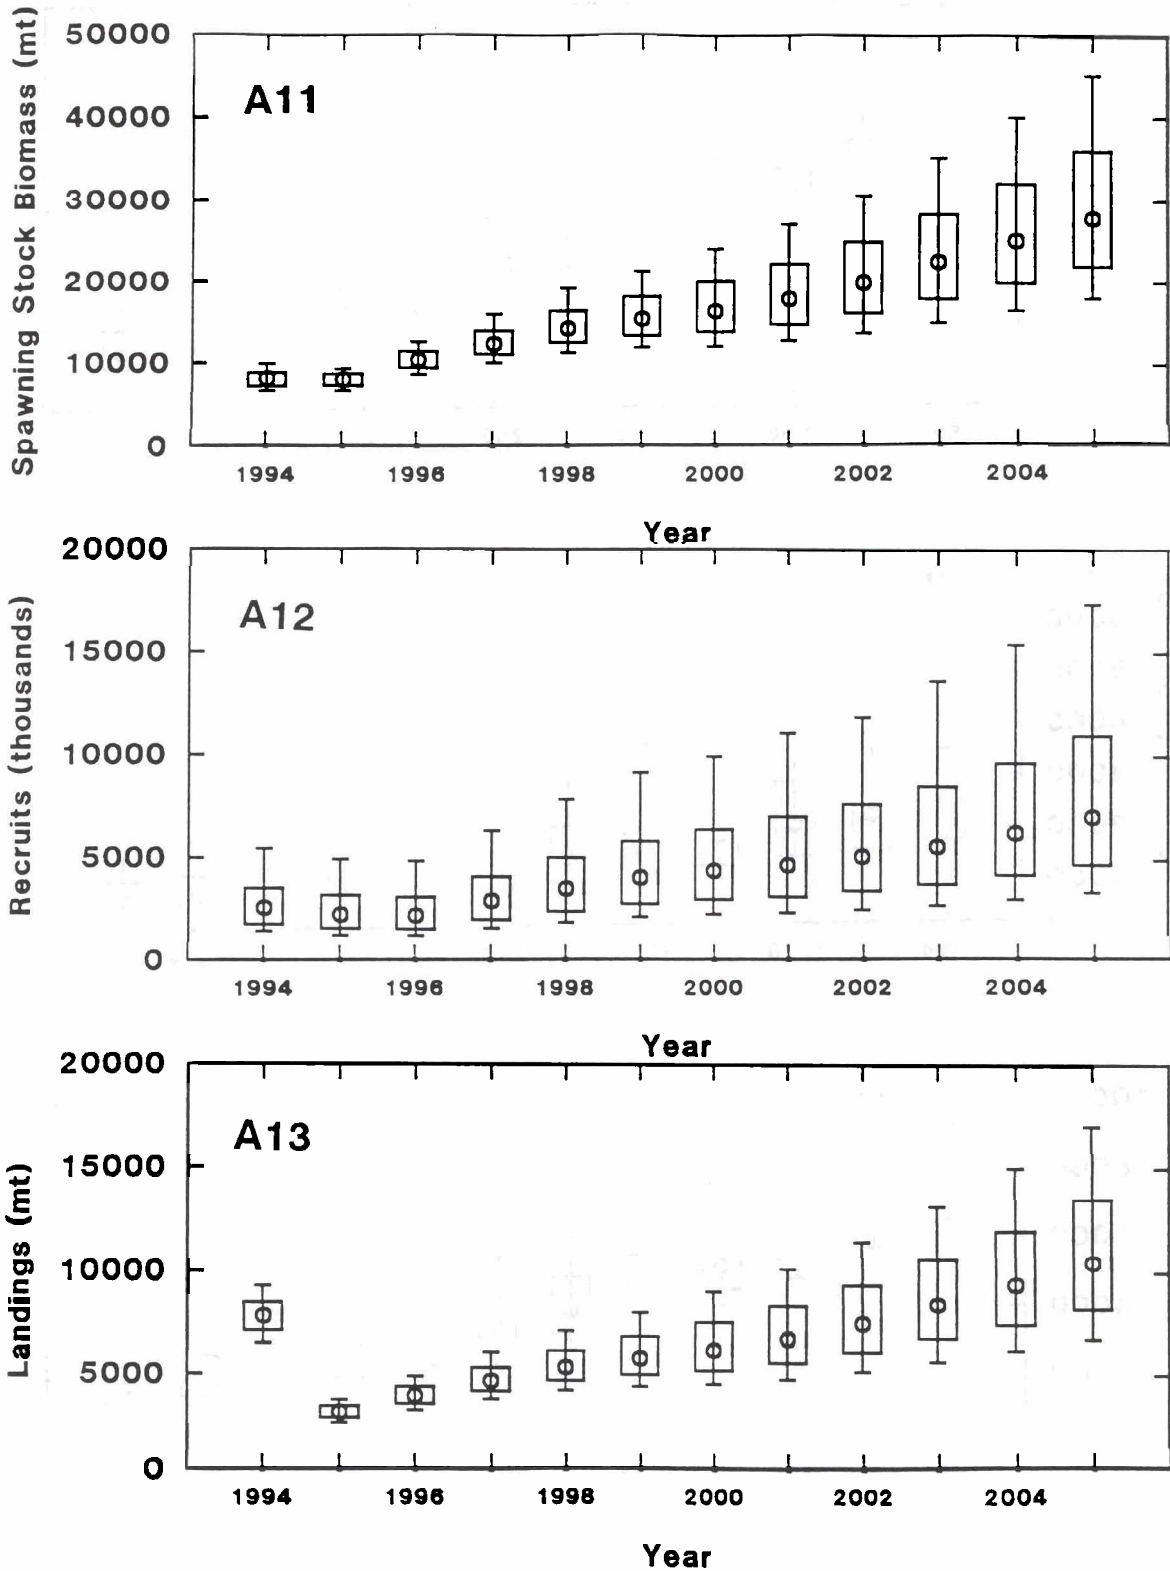 Spawning Stock Biomass (mt)
50000
40000
30000
20000
10000
0
A11
1994 1996 1998 2000 2002 2004
Year
Recruits (thousands)
20000
15000
10000
5000
0
A12
1994 1996 1998 2000 2002 2004
Year
Landings (mt)
20000
15000
10000
5000
0
A13
1994 1996 1998 2000 2002 2004
Year